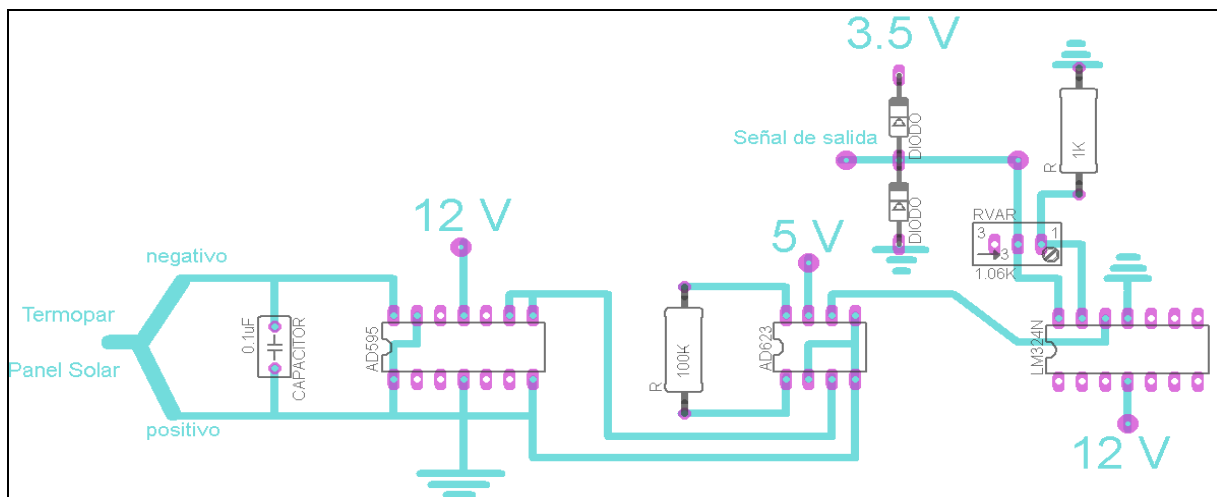 3.5 V
Señal de salida
DIODO
DIODO
R
1K
RVAR
3
1
3
1.06K
12 V
5 V
negativo
Termopar
Panel Solar
positivo
0.1uF
CAPACITOR
AD595
R
100K
AD623
LM324N
12 V